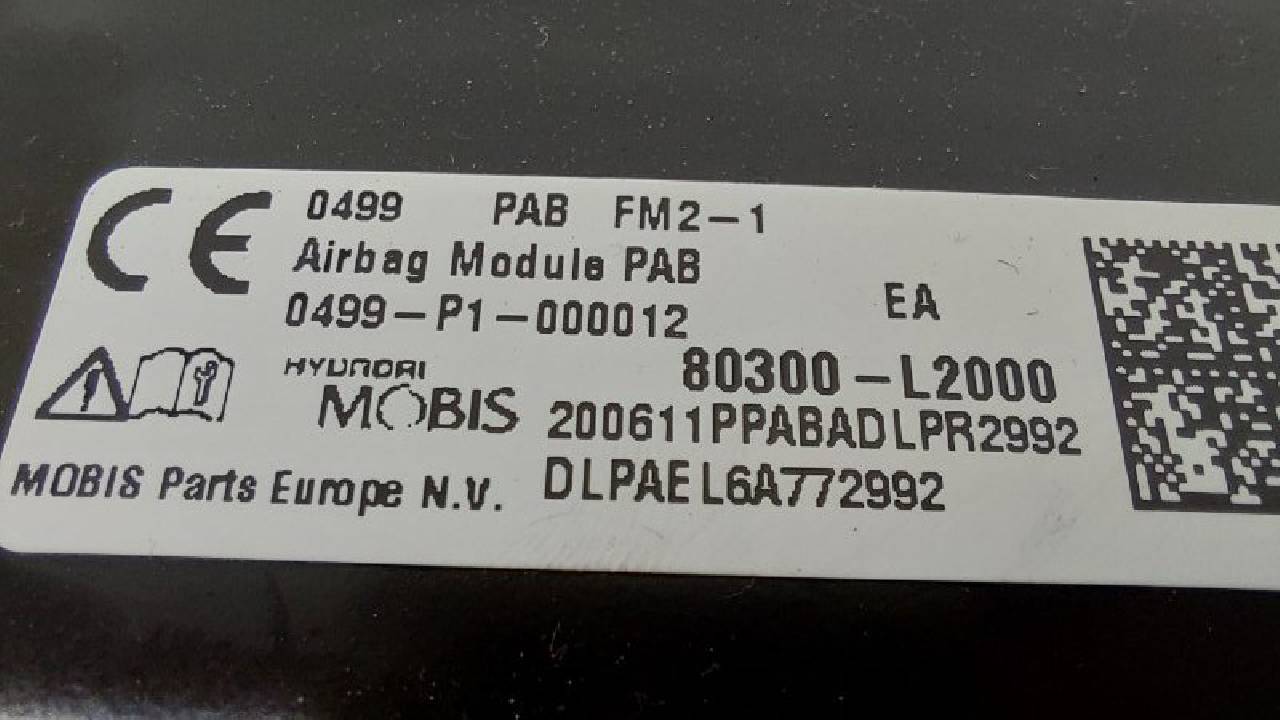 CE 0499 PAB FM2-1
Airbag Module PAB
0499-P1-000012 EA
HYUNDAI 80300-L2000
MOBIS 200611PPABADLPR2992
MOBIS Parts Europe N.V. DLPAEL6A772992